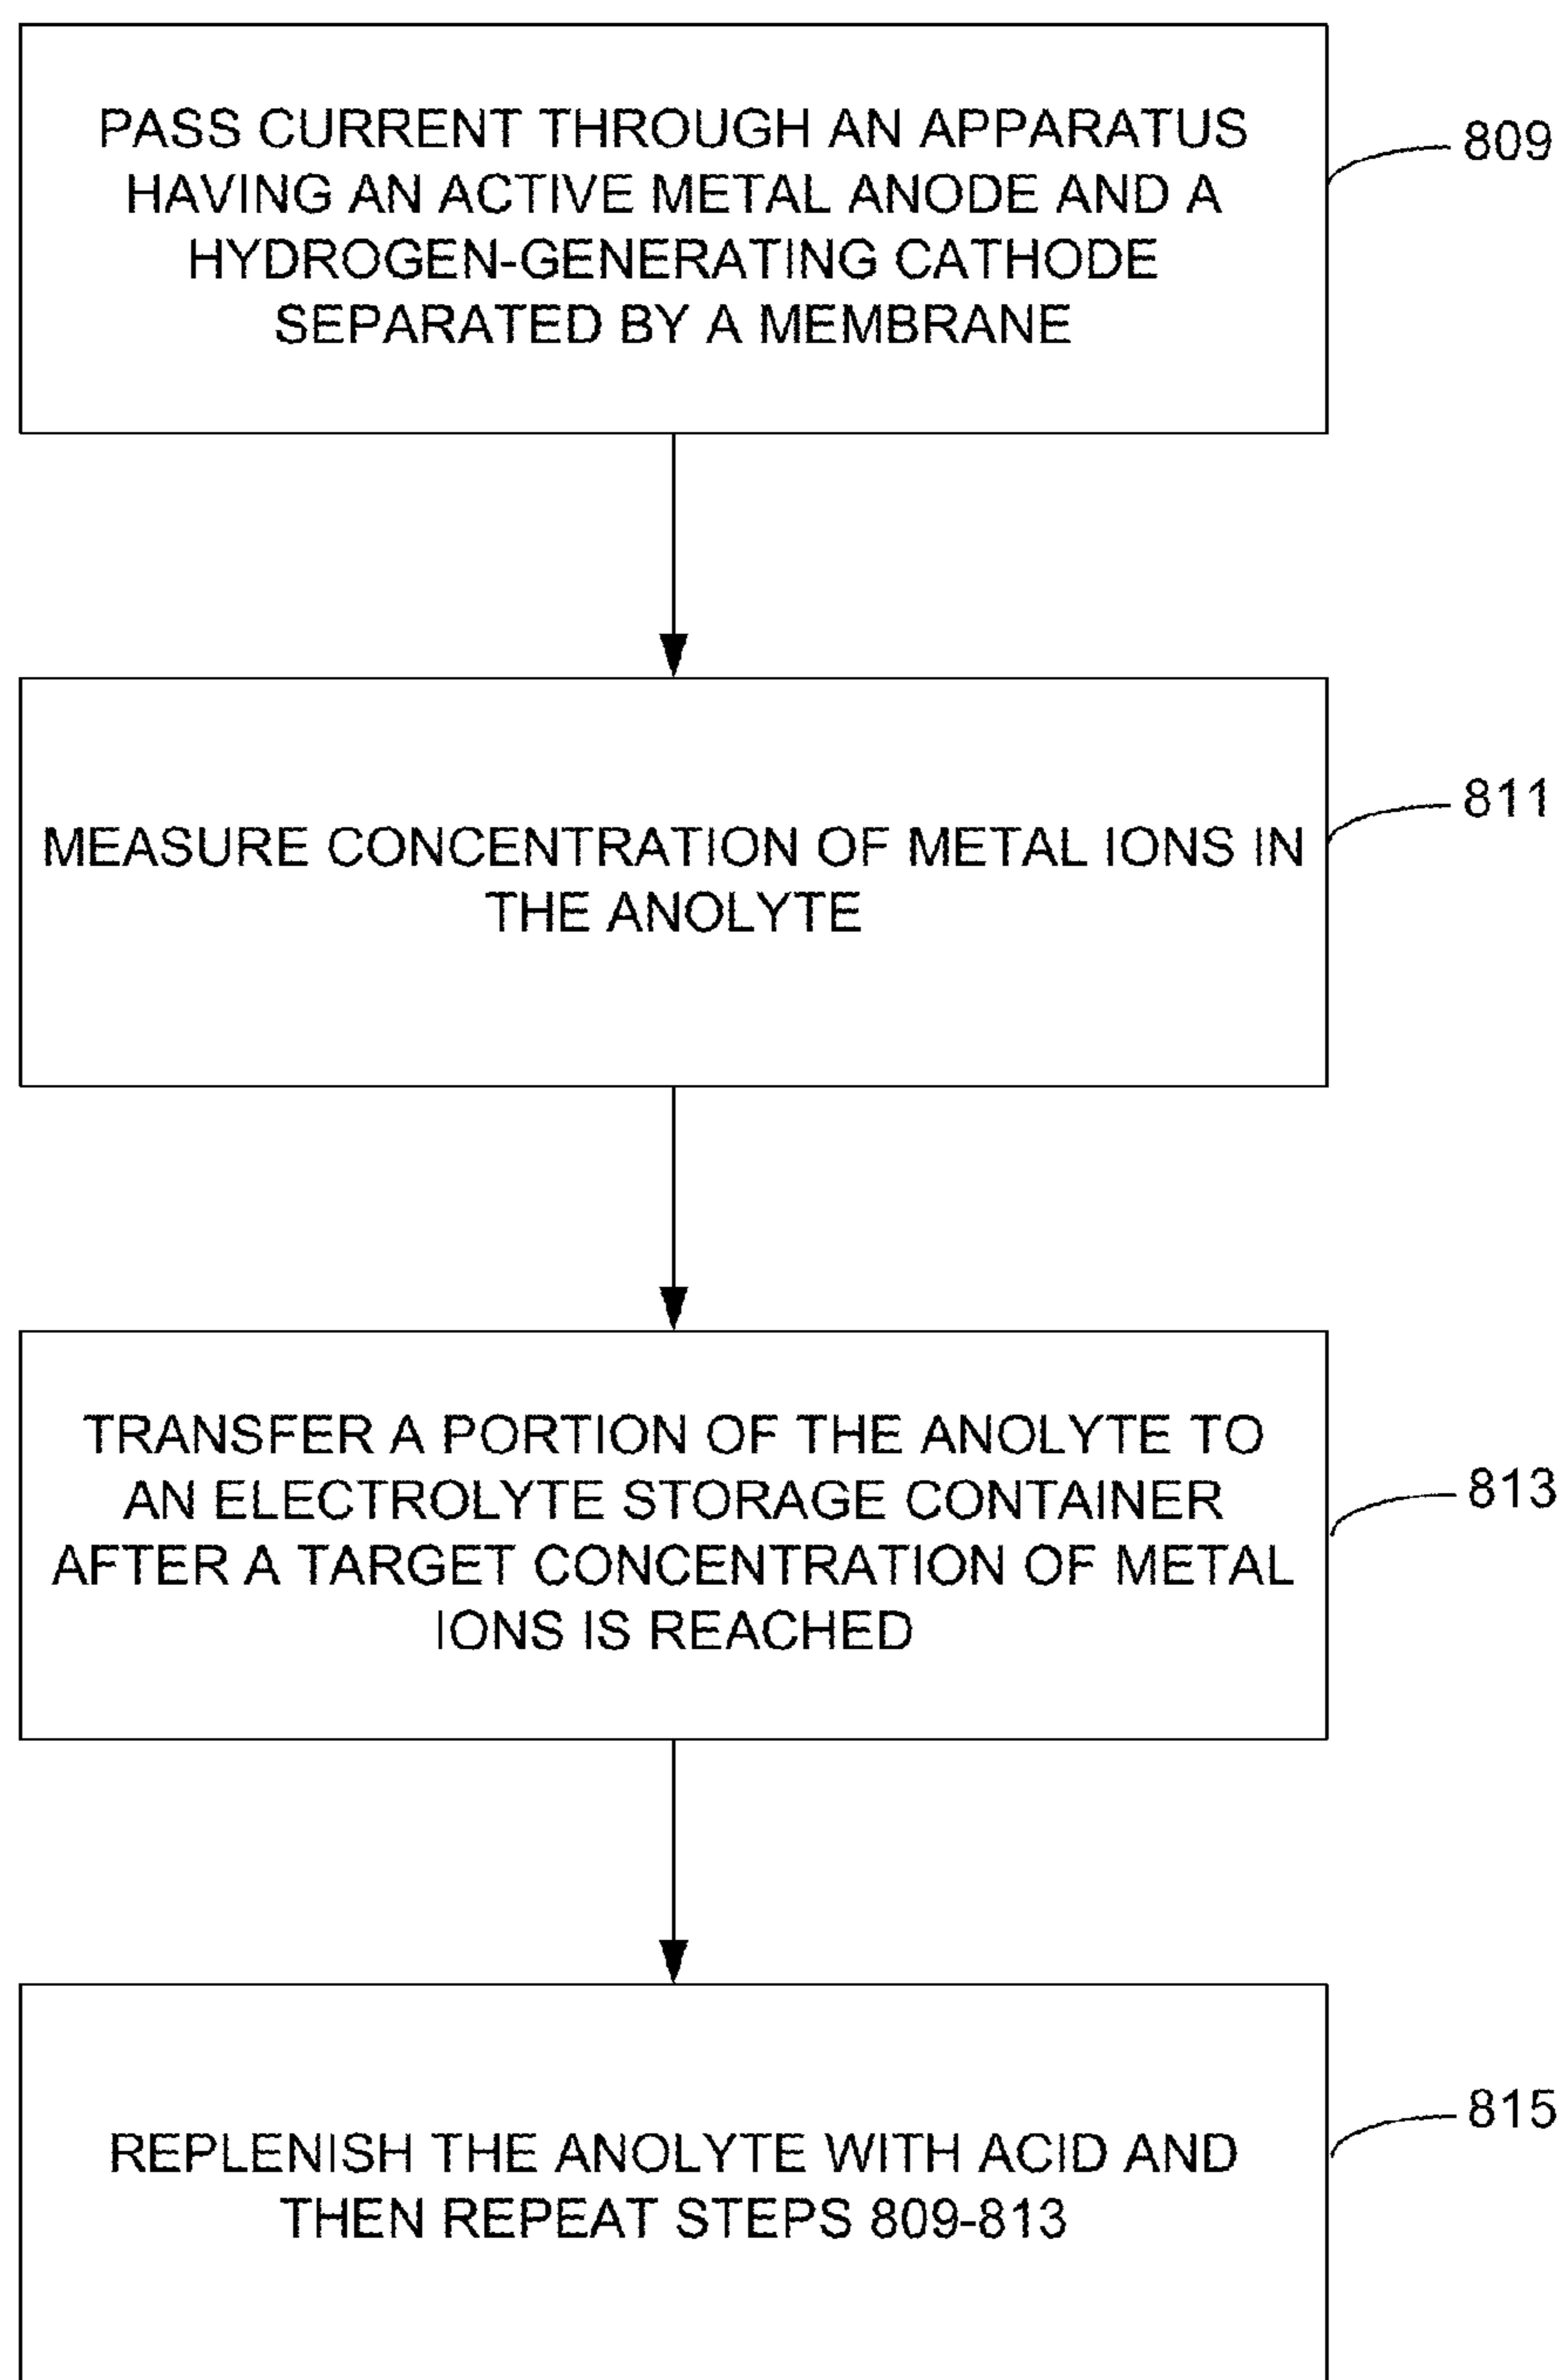 PASS CURRENT THROUGH AN APPARATUS
HAVING AN ACTIVE METAL ANODE AND A
HYDROGEN-GENERATING CATHODE
SEPARATED BY A MEMBRANE
809
MEASURE CONCENTRATION OF METAL IONS IN
THE ANOLYTE
811
TRANSFER A PORTION OF THE ANOLYTE TO
AN ELECTROLYTE STORAGE CONTAINER
AFTER A TARGET CONCENTRATION OF METAL
IONS IS REACHED
813
REPLENISH THE ANOLYTE WITH ACID AND
THEN REPEAT STEPS 809-813
815